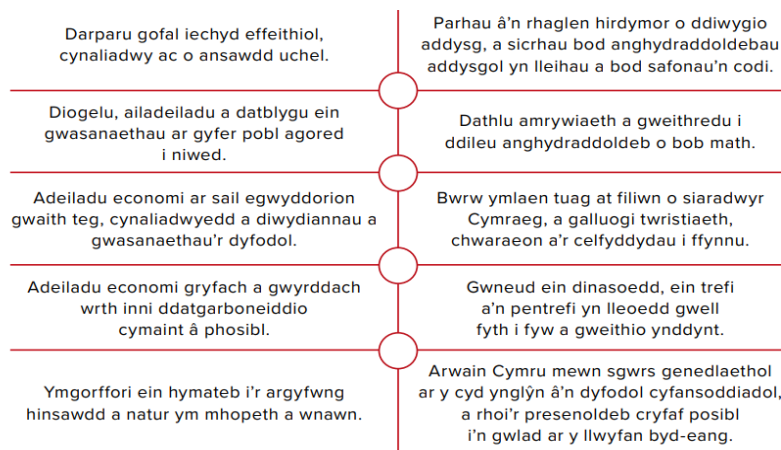 Darparu gofal iechyd effeithiol,
cynaliadwy ac o ansawdd uchel.
Parhau â'n rhaglen hirdymor o ddiwygio
addysg, a sicrhau bod anghydraddoldebau
addysgol yn lleihau a bod safonau'n codi.
Diogelu, ailadeiladu a datblygu ein
gwasanaethau ar gyfer pobl agored
i niwed.
Dathlu amrywiaeth a gweithredu i
ddileu anghydraddoldeb o bob math.
Adeiladu economi ar sail egwyddorion
gwaith teg, cynaliadwyedd a diwydiannau a
gwasanaethau'r dyfodol.
Bwrw ymlaen tuag at filiwn o siaradwyr
Cymraeg, a galluogi twristiaeth,
chwaraeon a'r celfyddydau i ffynnu.
Adeiladu economi gryfach a gwyrddach
wrth inni ddatgarboneiddio
cymaint â phosibl.
Gwneud ein dinasoedd, ein trefi
a'n pentrefi yn lleoedd gwell
fyth i fyw a gweithio ynddynt.
Ymgorffori ein hymateb i'r argyfwng
hinsawdd a natur ym mhopeth a wnawn.
Arwain Cymru mewn sgwrs genedlaethol
ar y cyd ynglŷn â'n dyfodol cyfansoddiadol,
a rhoi'r presenoldeb cryfaf posibl
i'n gwlad ar y llwyfan byd-eang.